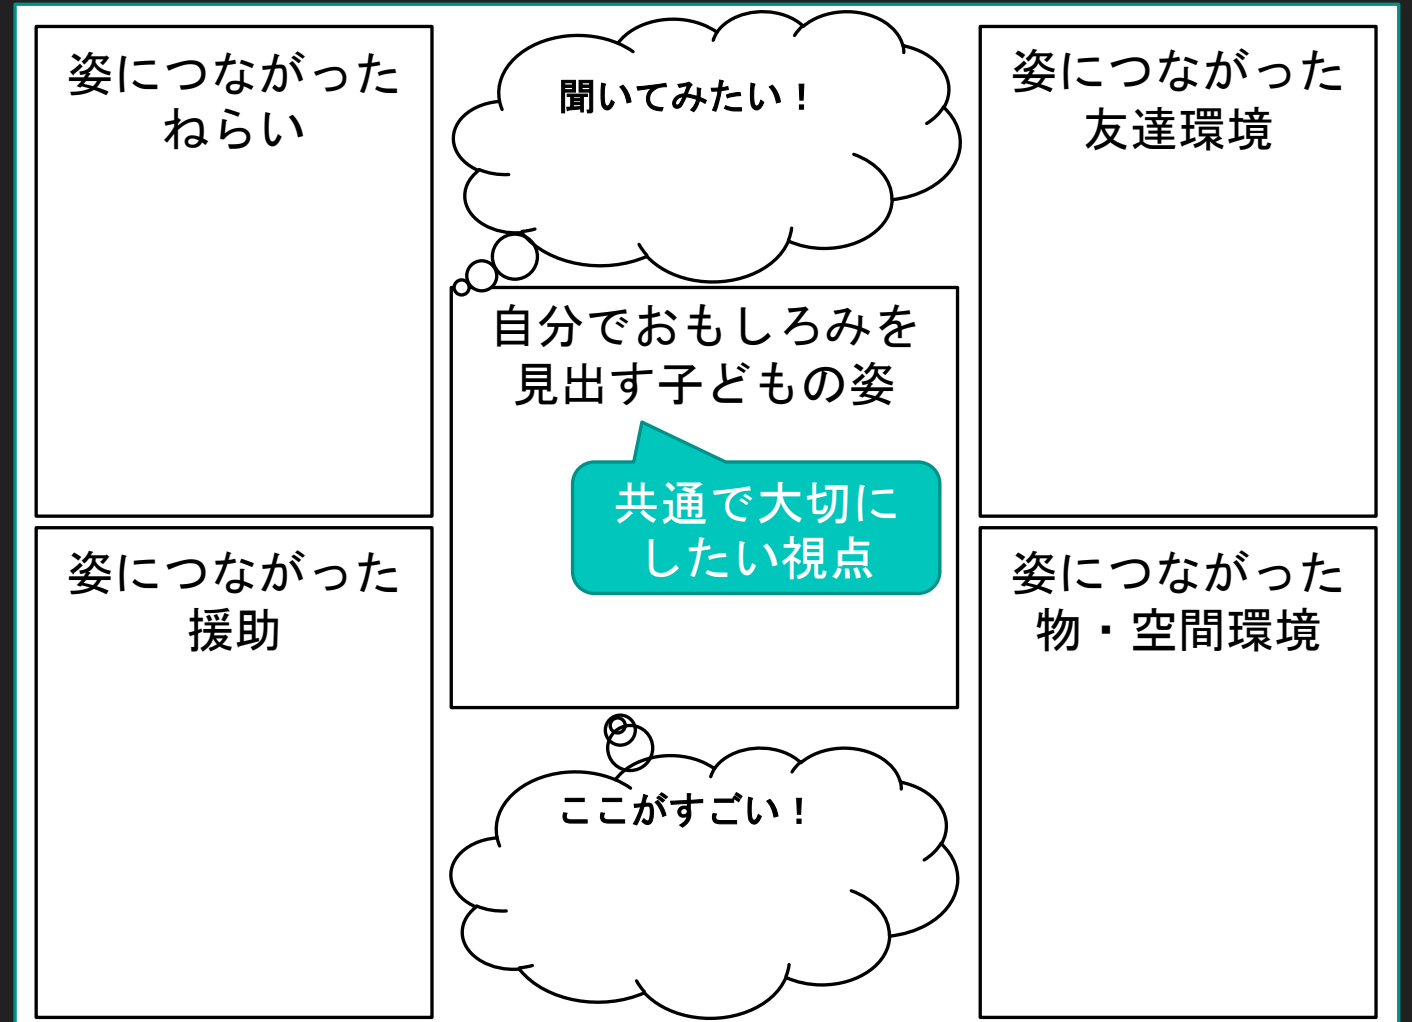 姿につながった
ねらい
聞いてみたい！
姿につながった
友達環境
自分でおもしろみを
見出す子どもの姿
共通で大切に
したい視点
姿につながった
援助
姿につながった
物・空間環境
ここがすごい！